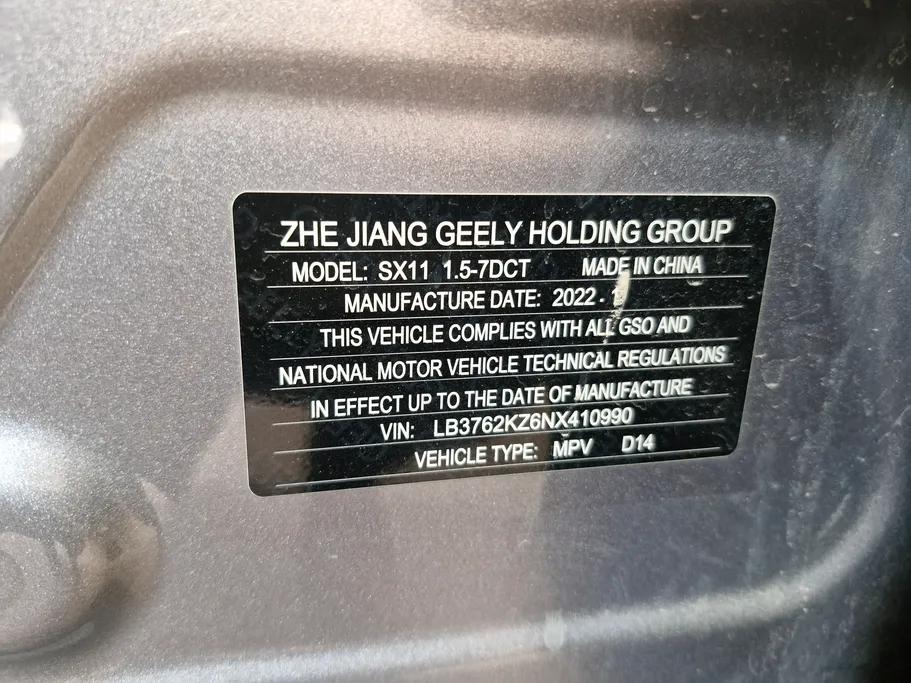 ZHE JIANG GEELY HOLDING GROUP
MODEL: SX11 1.5-7DCT MADE IN CHINA
MANUFACTURE DATE: 2022 .
THIS VEHICLE COMPLIES WITH ALL GSO AND
NATIONAL MOTOR VEHICLE TECHNICAL REGULATIONS
IN EFFECT UP TO THE DATE OF MANUFACTURE
VIN: LB3762KZ6NX410990
VEHICLE TYPE: MPV D14